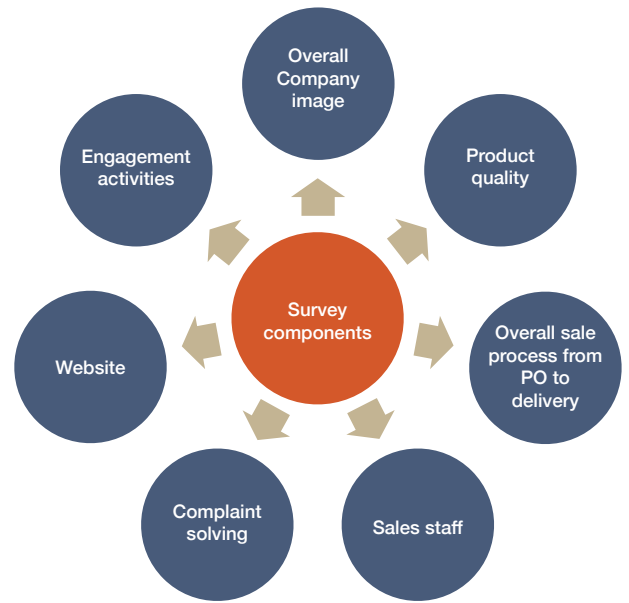 Overall
Company
image
Product
quality
Overall sale
process from
PO to
delivery
Sales staff
Complaint
solving
Website
Engagement
activities
Survey
components